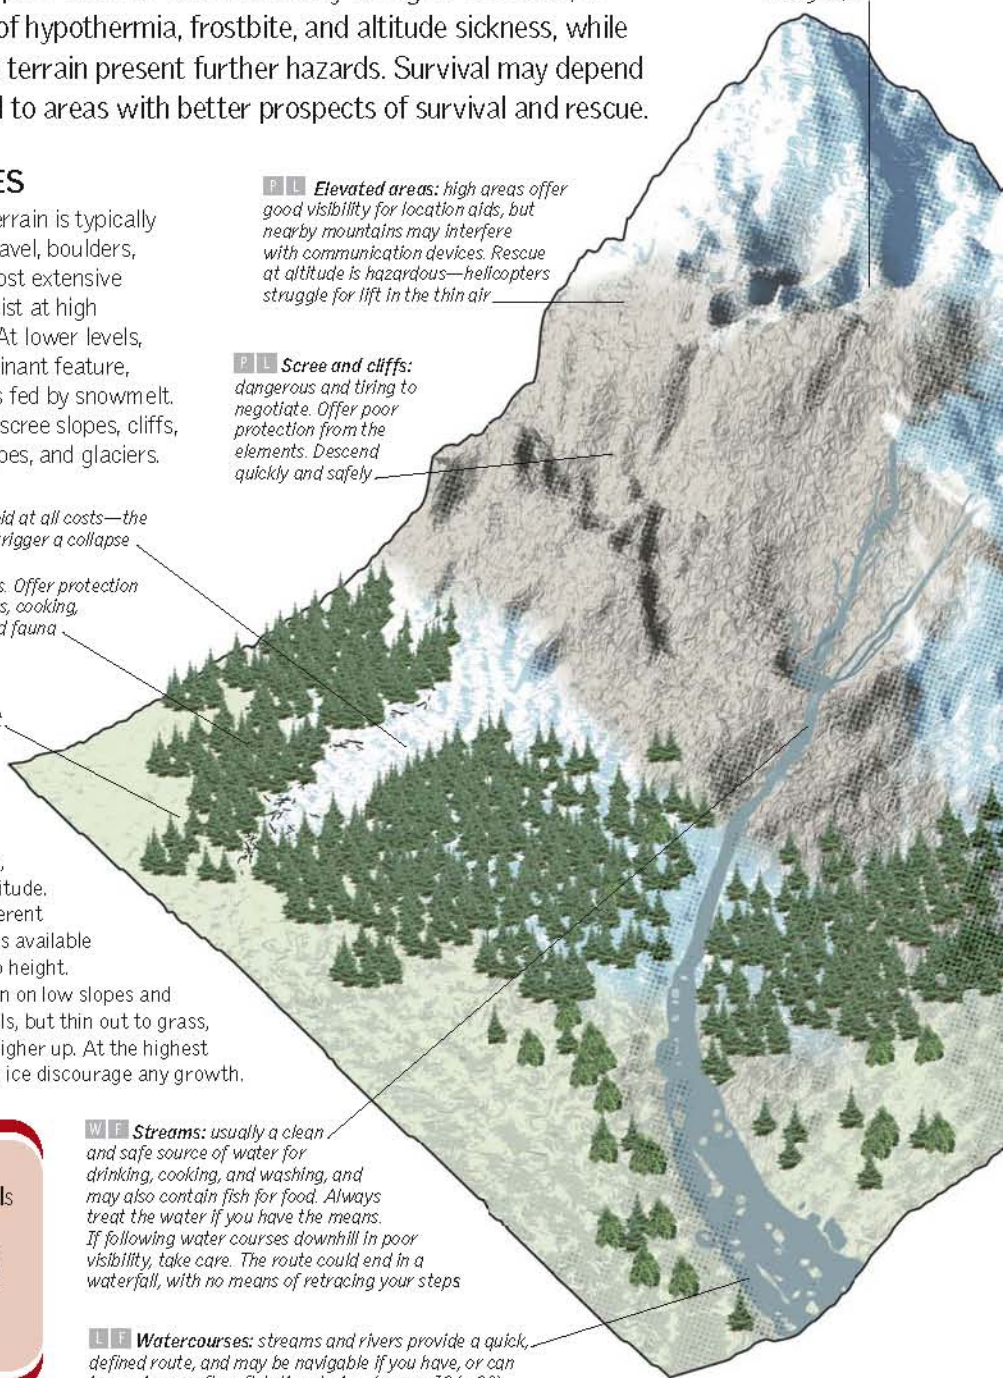 of hypothermia, frostbite, and altitude sickness, while
terrain present further hazards. Survival may depend
to areas with better prospects of survival and rescue.
ES
errain is typically
avel, boulders,
ost extensive
ist at high
At lower levels,
inant feature,
s fed by snowmelt.
scree slopes, cliffs,
pes, and glaciers.
P L Elevated areas: high areas offer
good visibility for location aids, but
nearby mountains may interfere
with communication devices. Rescue
at altitude is hazardous—helicopters
struggle for lift in the thin air
P L Scree and cliffs:
dangerous and tiring to
negotiate. Offer poor
protection from the
elements. Descend
quickly and safely
id at all costs—the
trigger a collapse
s. Offer protection
s, cooking,
d fauna
itude.
erent
s available
o height.
n on low slopes and
ls, but thin out to grass,
igher up. At the highest
ice discourage any growth.
ls
W F Streams: usually a clean
and safe source of water for
drinking, cooking, and washing, and
may also contain fish for food. Always
treat the water if you have the means.
If following water courses downhill in poor
visibility, take care. The route could end in a
waterfall, with no means of retracing your steps
L F Watercourses: streams and rivers provide a quick,
defined route, and may be navigable if you have, or can